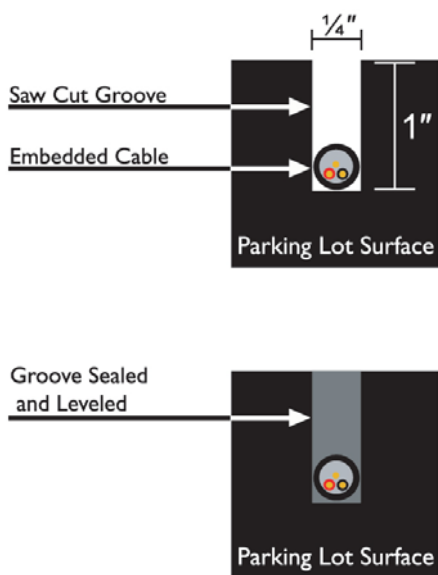 ¼"
Saw Cut Groove
1"
Embedded Cable
Parking Lot Surface
Groove Sealed
and Leveled
Parking Lot Surface